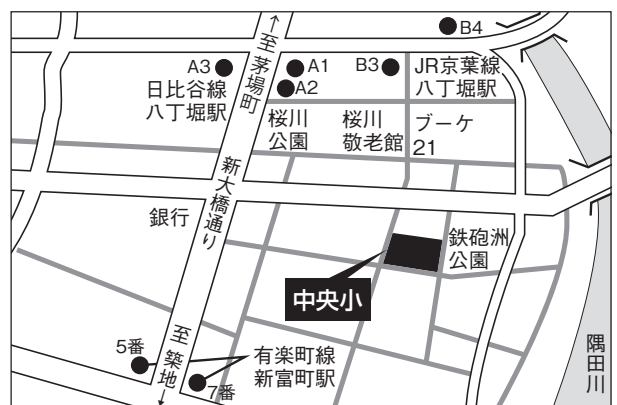 B4
↑至茅場町
A3
A1
A2
B3
JR京葉線
八丁堀駅
日比谷線
八丁堀駅
桜川
公園
桜川
敬老館
ブーケ
21
新大橋通り
銀行
鉄砲洲
公園
中央小
至築地↓
5番
7番
有楽町線
新富町駅
隅田川